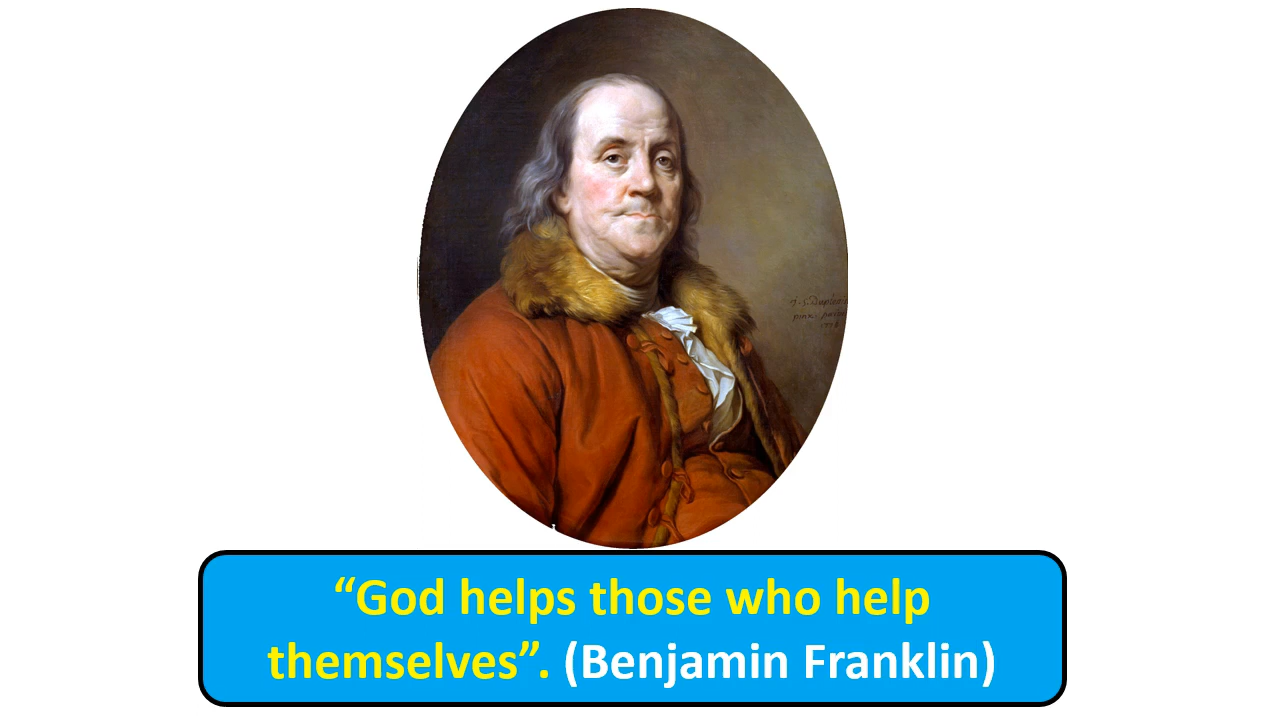 “God helps those who help
themselves”. (Benjamin Franklin)